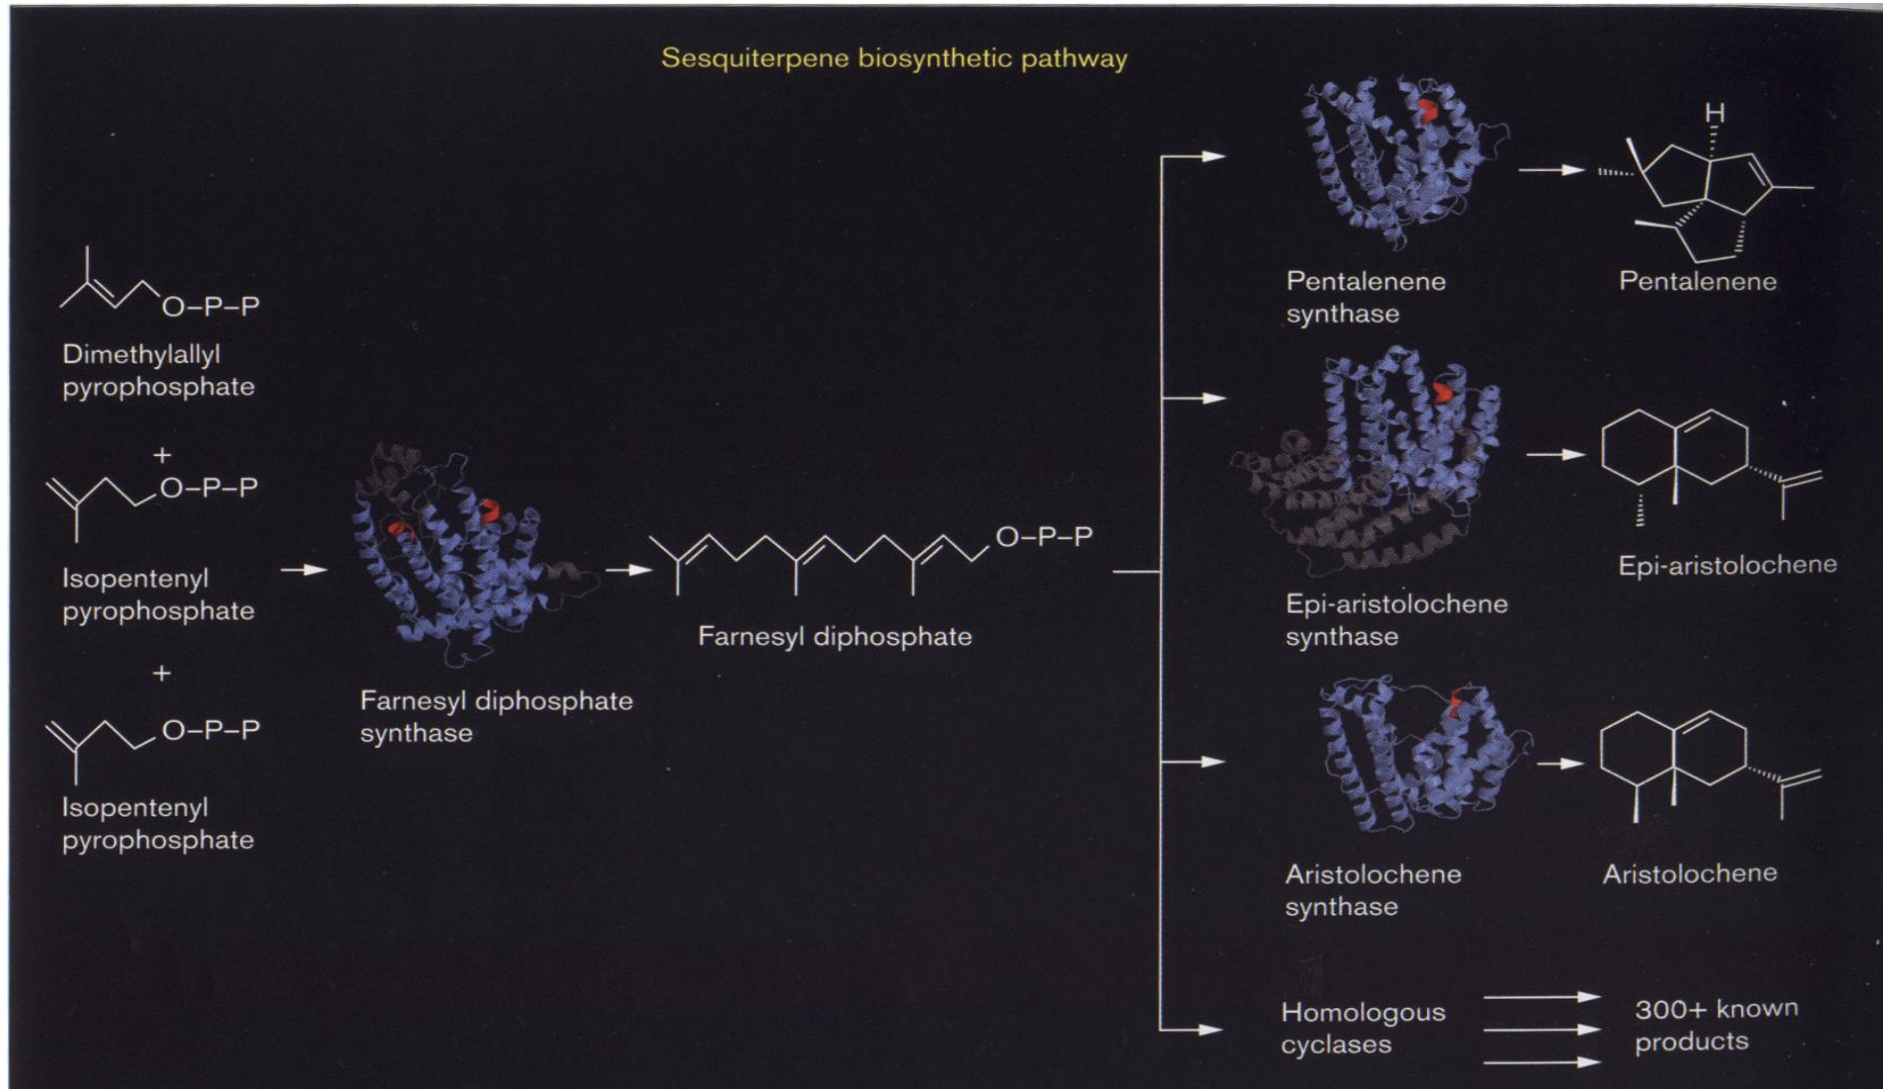 Sesquiterpene biosynthetic pathway
O–P–P
Dimethylallyl
pyrophosphate
+
O–P–P
Isopentenyl
pyrophosphate
+
O–P–P
Isopentenyl
pyrophosphate
Farnesyl diphosphate
synthase
O–P–P
Farnesyl diphosphate
Pentalenene
synthase
H
Pentalenene
Epi-aristolochene
synthase
Epi-aristolochene
Aristolochene
synthase
Aristolochene
Homologous
cyclases
300+ known
products